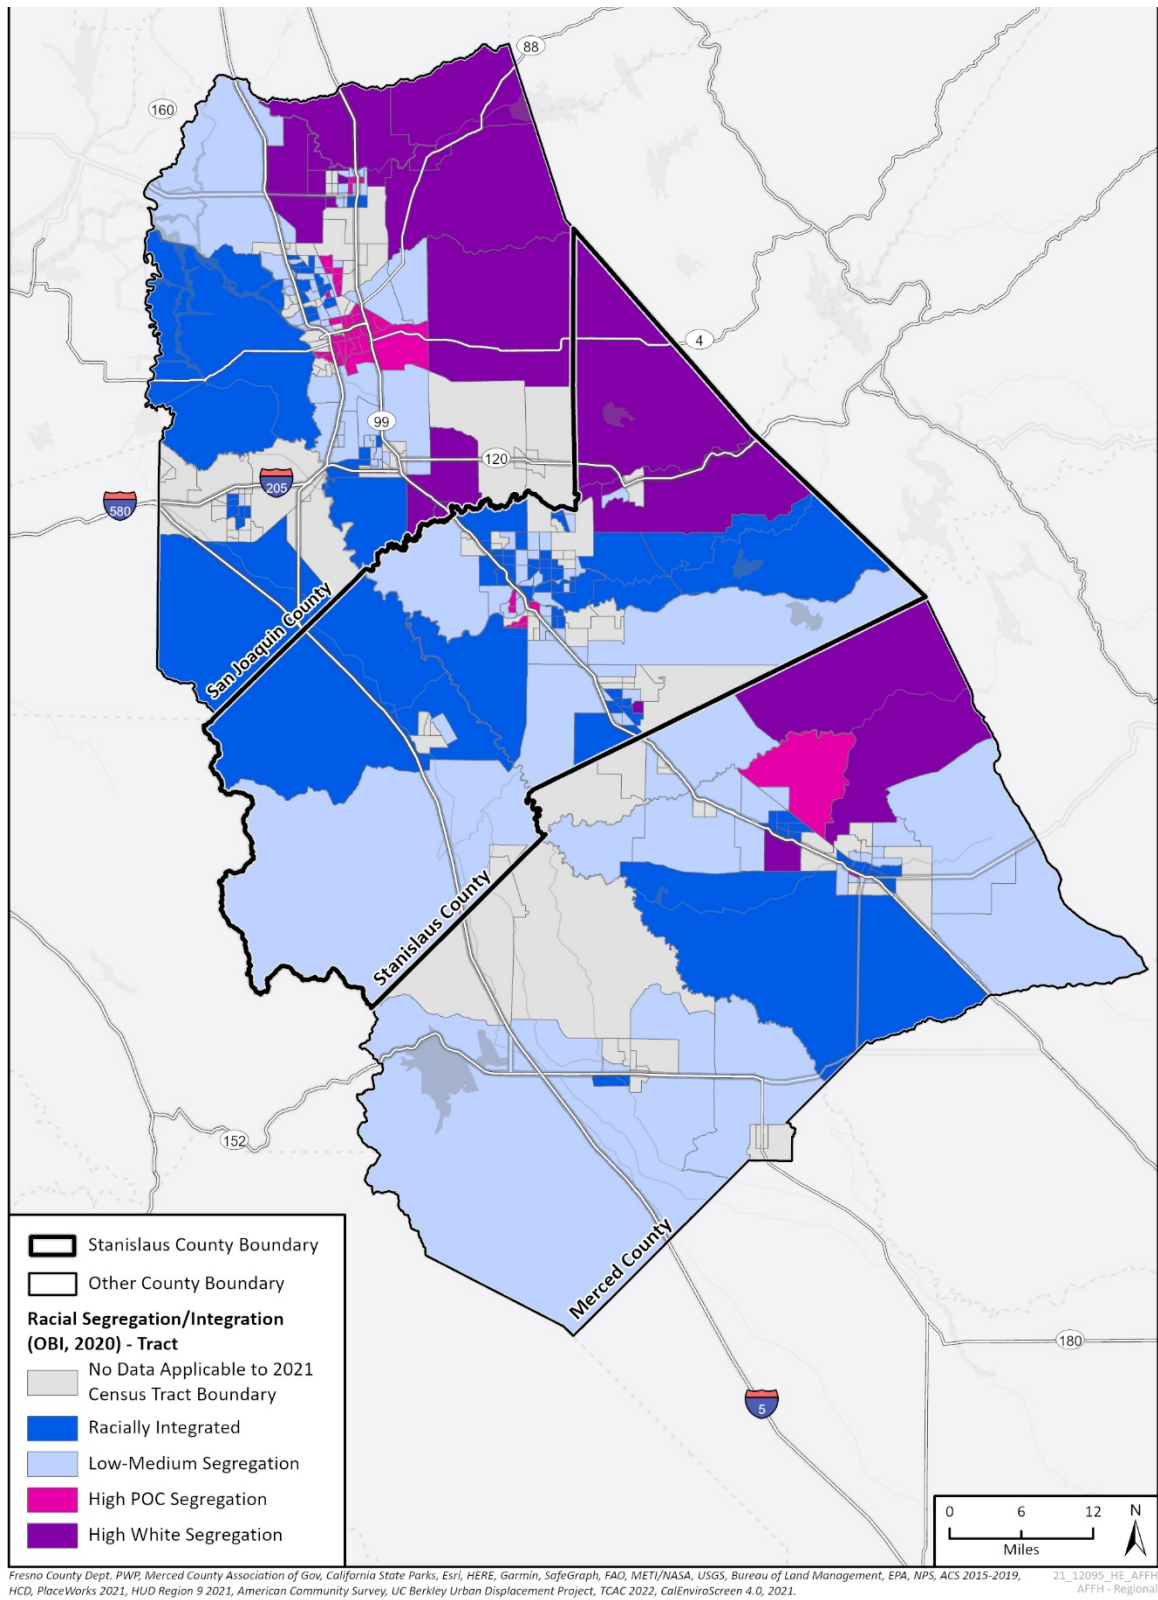 88
160
4
99
120
205
580
San Joaquin County
Stanislaus County
152
Merced County
180
5
Stanislaus County Boundary
Other County Boundary
Racial Segregation/Integration
(OBI, 2020) - Tract
No Data Applicable to 2021
Census Tract Boundary
Racially Integrated
Low-Medium Segregation
High POC Segregation
High White Segregation
0 6 12
Miles
N
Fresno County Dept. PWP, Merced County Association of Gov, California State Parks, Esri, HERE, Garmin, SafeGraph, FAO, METI/NASA, USGS, Bureau of Land Management, EPA, NPS, ACS 2015-2019,
HCD, PlaceWorks 2021, HUD Region 9 2021, American Community Survey, UC Berkley Urban Displacement Project, TCAC 2022, CalEnviroScreen 4.0, 2021.
21_12095_HE_AFFH
AFFH - Regional